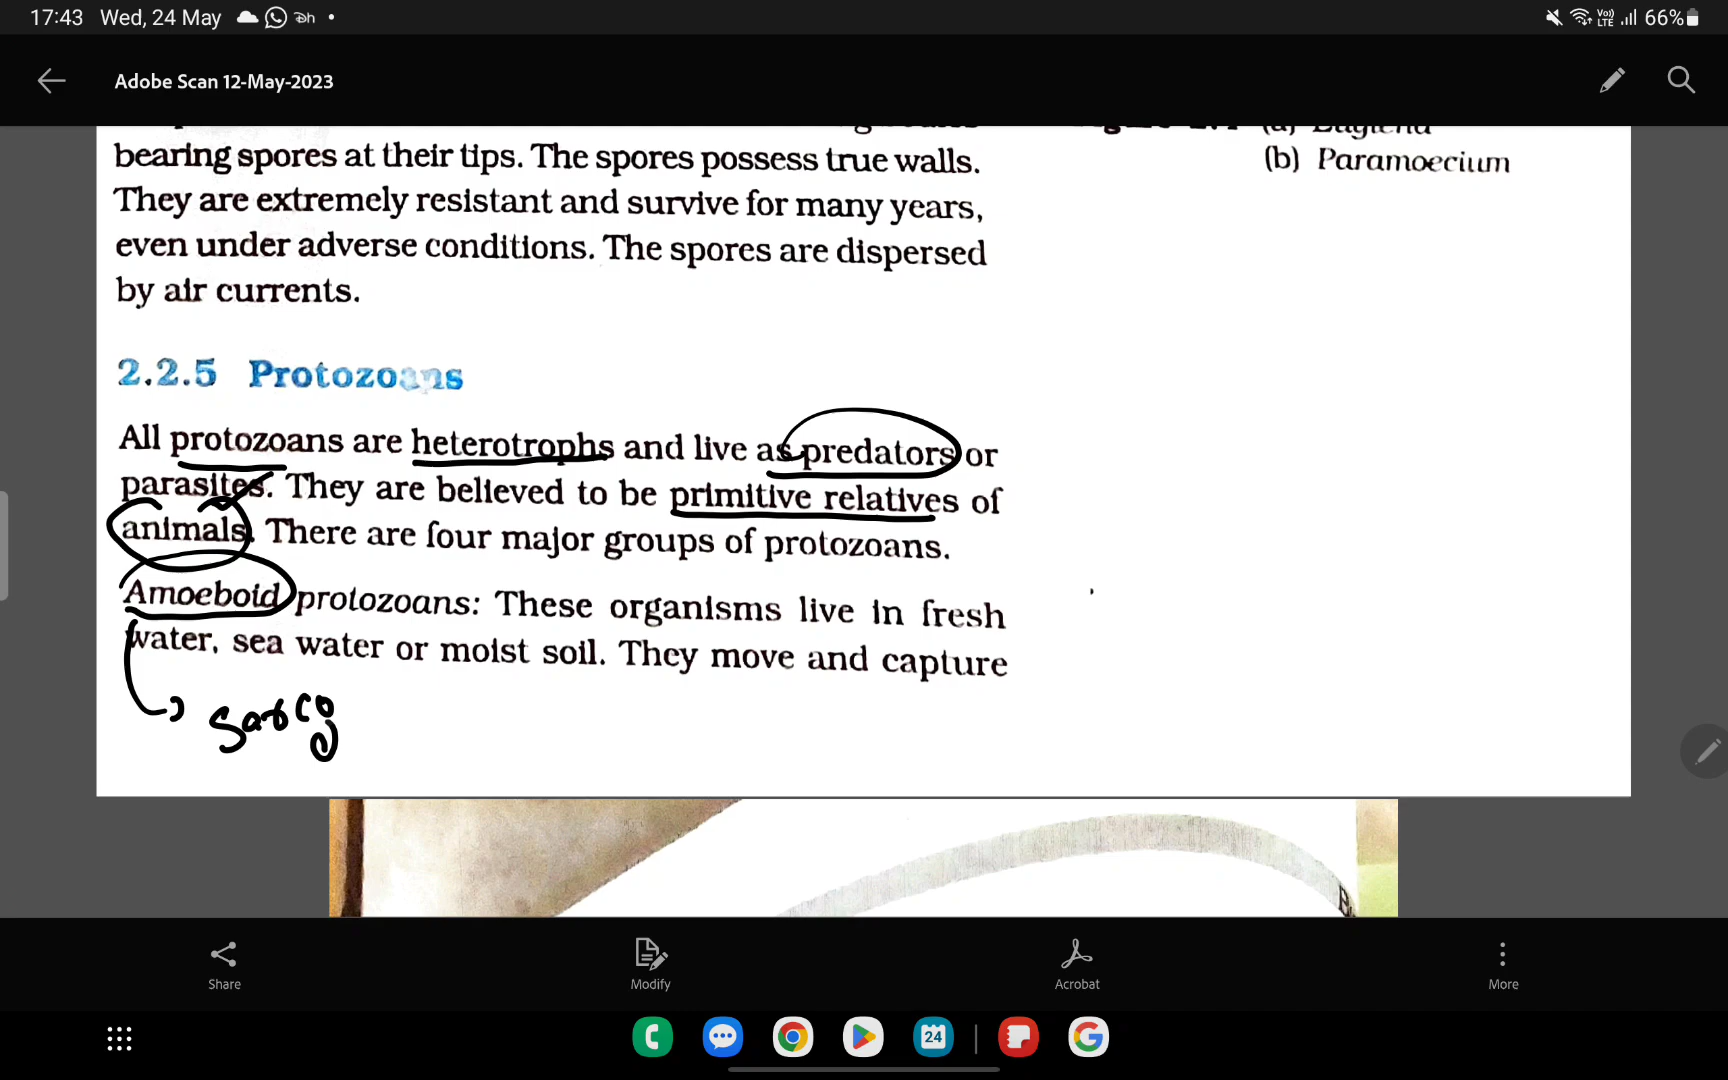 17:43 Wed, 24 May
66%
Adobe Scan 12-May-2023
bearing spores at their tips. The spores possess true walls.
They are extremely resistant and survive for many years,
even under adverse conditions. The spores are dispersed
by air currents.
(b) Paramoecium
2.2.5 Protozoans
All protozoans are heterotrophs and live as predators or
parasites. They are believed to be primitive relatives of
animals. There are four major groups of protozoans.
Amoeboid protozoans: These organisms live in fresh
water, sea water or moist soil. They move and capture
Share
Modify
Acrobat
More
24